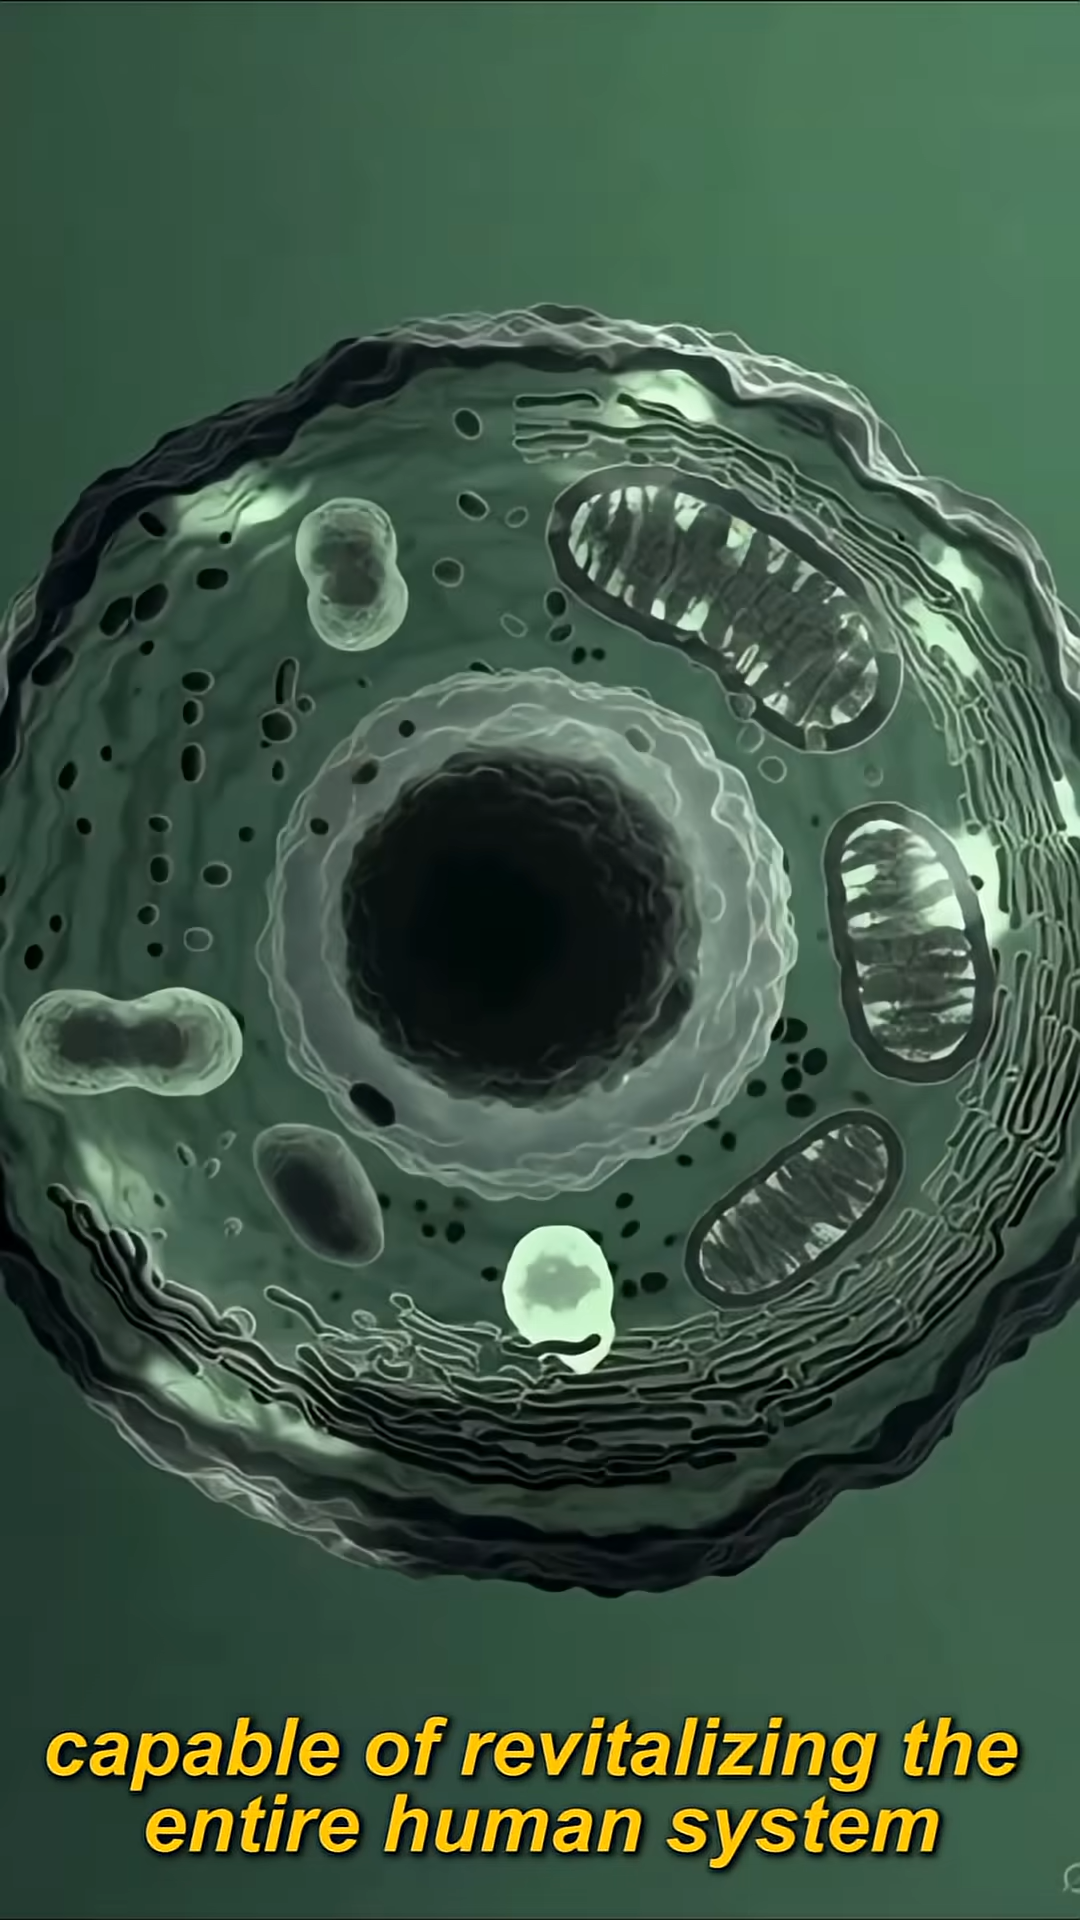 capable of revitalizing the
entire human system